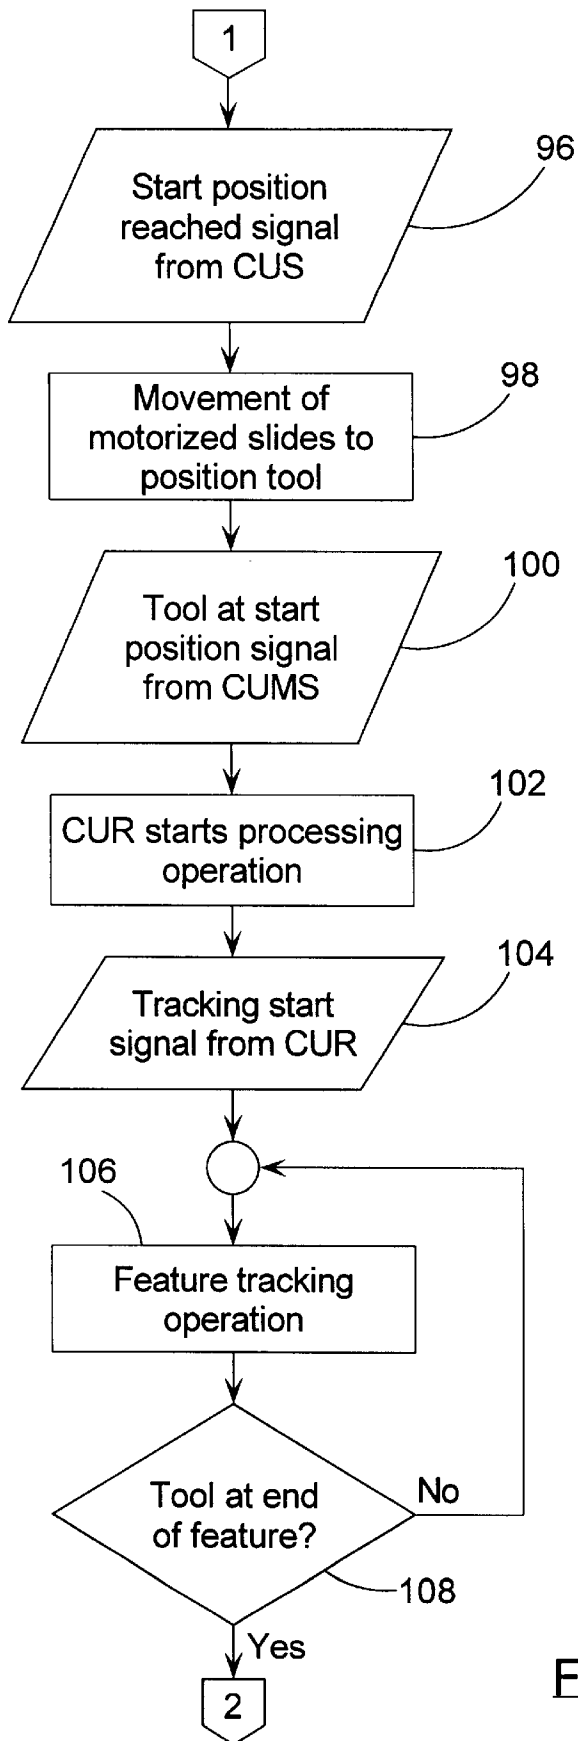 1
Start position
reached signal
from CUS
96
Movement of
motorized slides to
position tool
98
Tool at start
position signal
from CUMS
100
CUR starts processing
operation
102
Tracking start
signal from CUR
104
106
Feature tracking
operation
Tool at end
of feature?
No
108
Yes
2
F